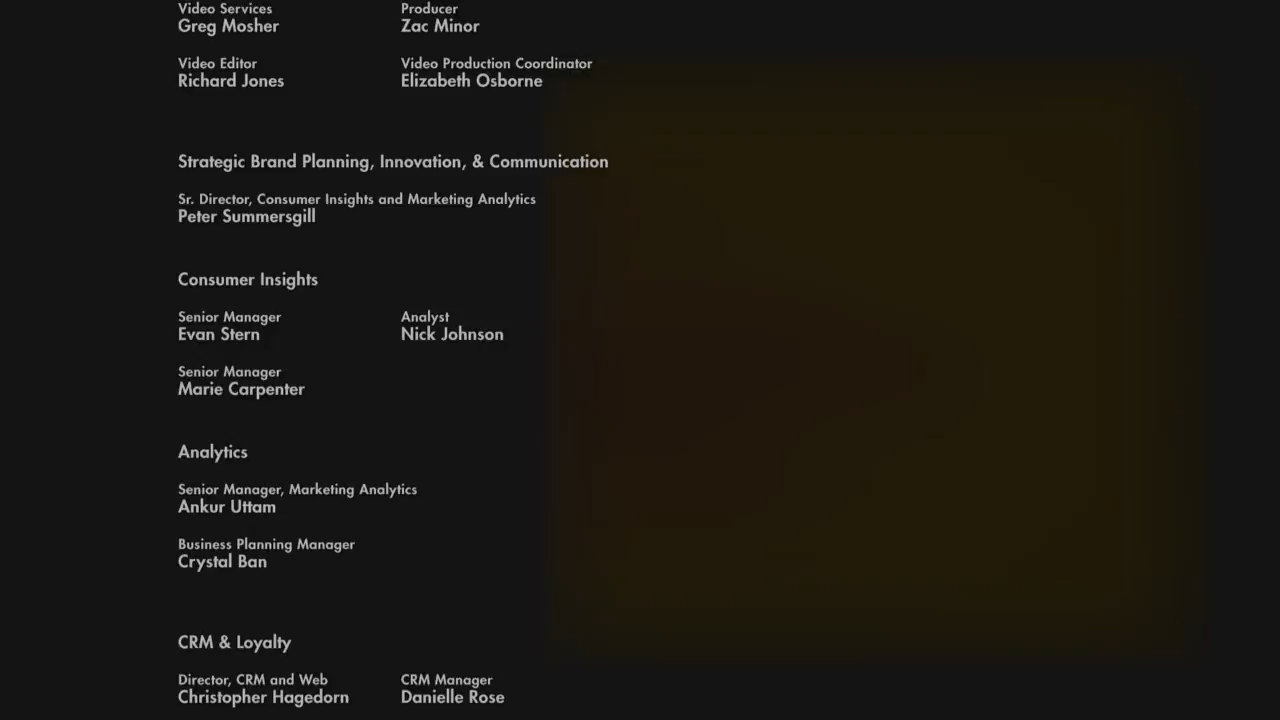 Video Services
Greg Mosher
Producer
Zac Minor
Video Editor
Richard Jones
Video Production Coordinator
Elizabeth Osborne
Strategic Brand Planning, Innovation, & Communication
Sr. Director, Consumer Insights and Marketing Analytics
Peter Summersgill
Consumer Insights
Senior Manager
Evan Stern
Analyst
Nick Johnson
Senior Manager
Marie Carpenter
Analytics
Senior Manager, Marketing Analytics
Ankur Uttam
Business Planning Manager
Crystal Ban
CRM & Loyalty
Director, CRM and Web
Christopher Hagedorn
CRM Manager
Danielle Rose